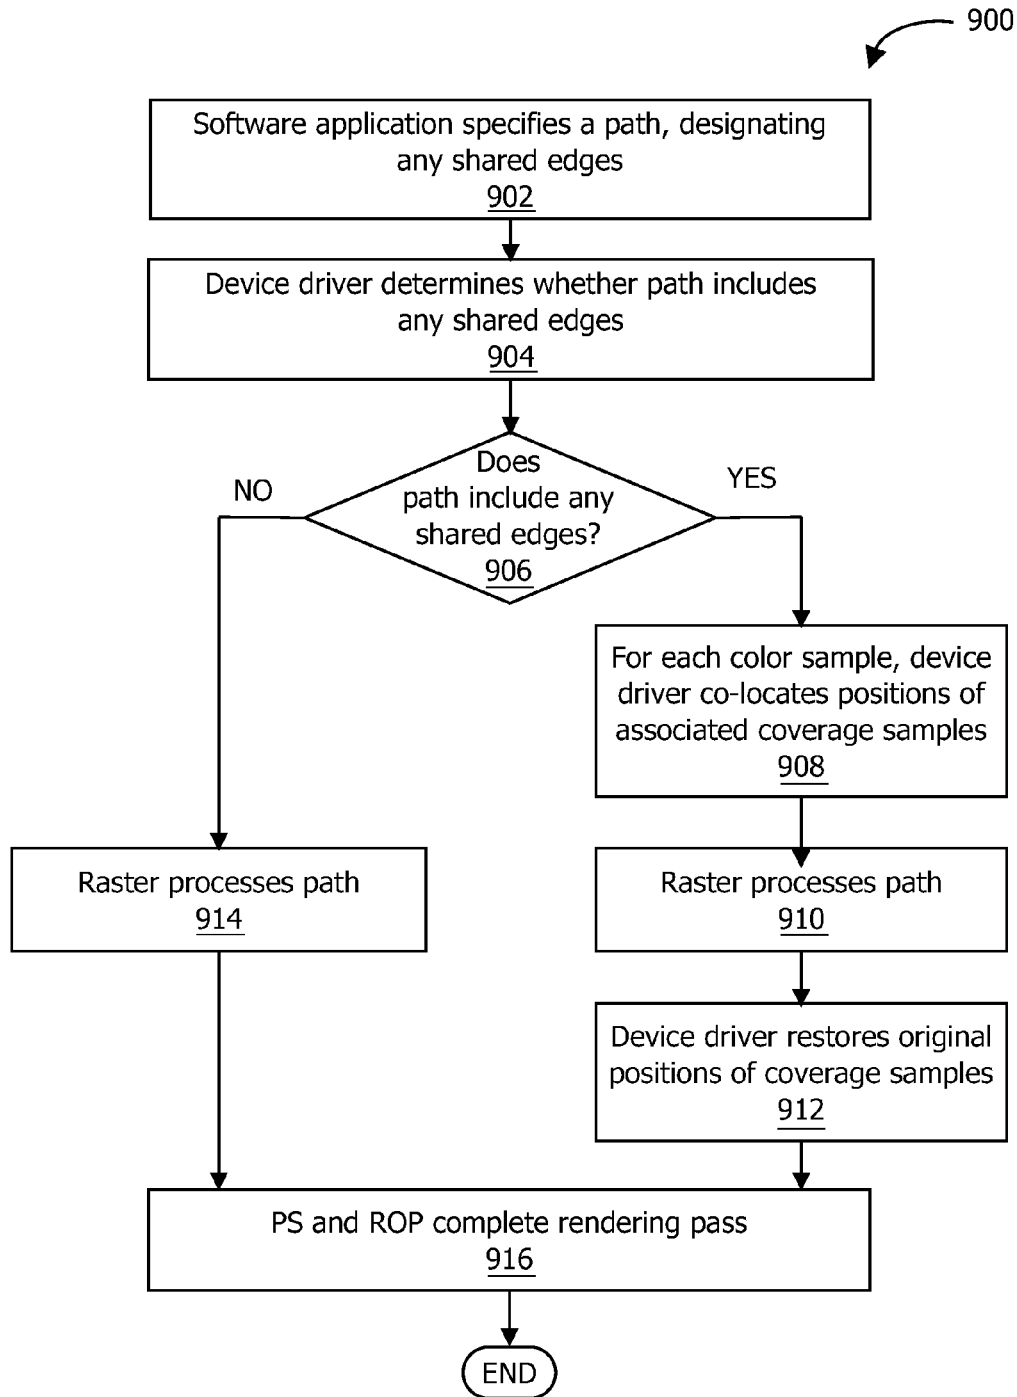 900
Software application specifies a path, designating
any shared edges
902
Device driver determines whether path includes
any shared edges
904
Does
path include any
shared edges?
906
NO
YES
For each color sample, device
driver co-locates positions of
associated coverage samples
908
Raster processes path
914
Raster processes path
910
Device driver restores original
positions of coverage samples
912
PS and ROP complete rendering pass
916
END